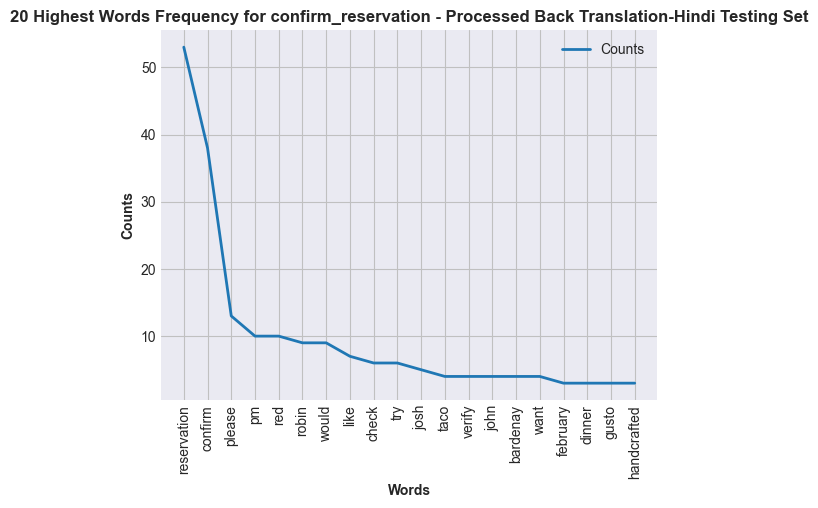 20 Highest Words Frequency for confirm_reservation - Processed Back Translation-Hindi Testing Set
Counts
50
40
30
20
10
Counts
reservation
confirm
please
pm
red
robin
would
like
check
try
josh
taco
verify
john
bardenay
want
february
dinner
gusto
handcrafted
Words